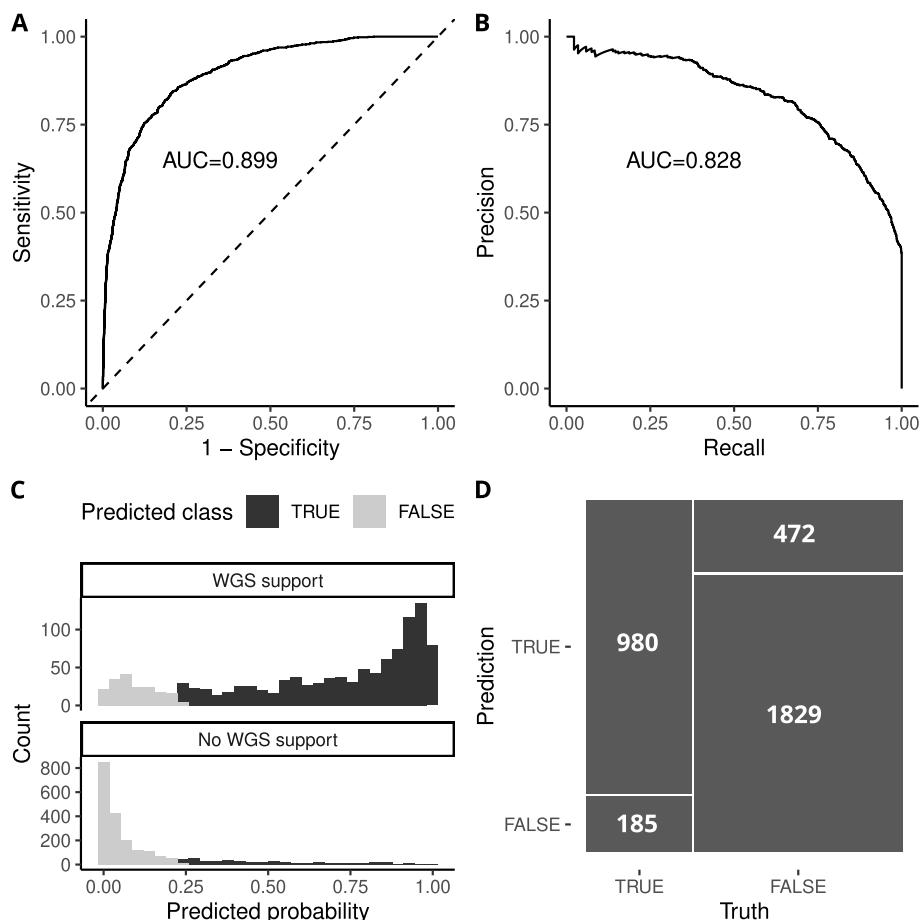 A
1.00
0.75
0.50
0.25
0.00
Sensitivity
AUC=0.899
0.00 0.25 0.50 0.75 1.00
1 − Specificity
B
1.00
0.75
0.50
0.25
0.00
Precision
AUC=0.828
0.00 0.25 0.50 0.75 1.00
Recall
C
Predicted class TRUE FALSE
WGS support
100
50
0
Count
No WGS support
800
600
400
200
0
0.00 0.25 0.50 0.75 1.00
Predicted probability
D
Prediction
TRUE
FALSE
472
980
1829
185
TRUE FALSE
Truth